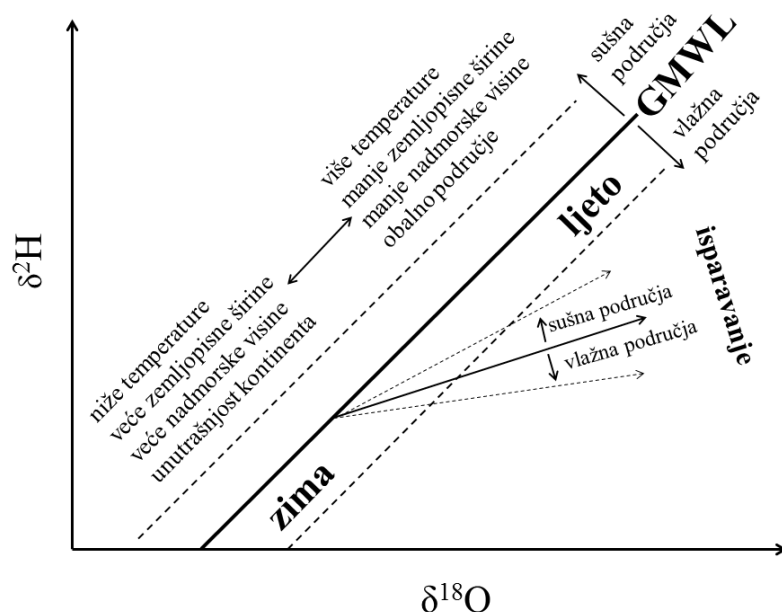 sušna
područja
GMWL
vlažna
područja
više temperature
manje zemljopisne širine
manje nadmorske visine
obalno područje
ljeto
δ²H
niže temperature
veće zemljopisne širine
veće nadmorske visine
unutrašnjost kontinenta
isparavanje
sušna područja
vlažna područja
zima
δ¹⁸O